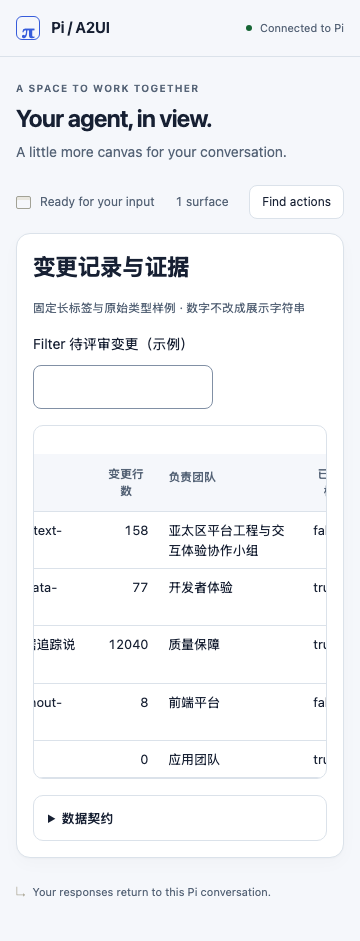 π Pi / A2UI
Connected to Pi
A SPACE TO WORK TOGETHER
Your agent, in view.
A little more canvas for your conversation.
Ready for your input
1 surface
Find actions
变更记录与证据
固定长标签与原始类型样例 · 数字不改成展示字符串
Filter 待评审变更（示例）
变更行
数
负责团队
text-
158
亚太区平台工程与交
互体验协作小组
ata-
77
开发者体验
追踪说
12040
质量保障
out-
8
前端平台
0
应用团队
数据契约
Your responses return to this Pi conversation.